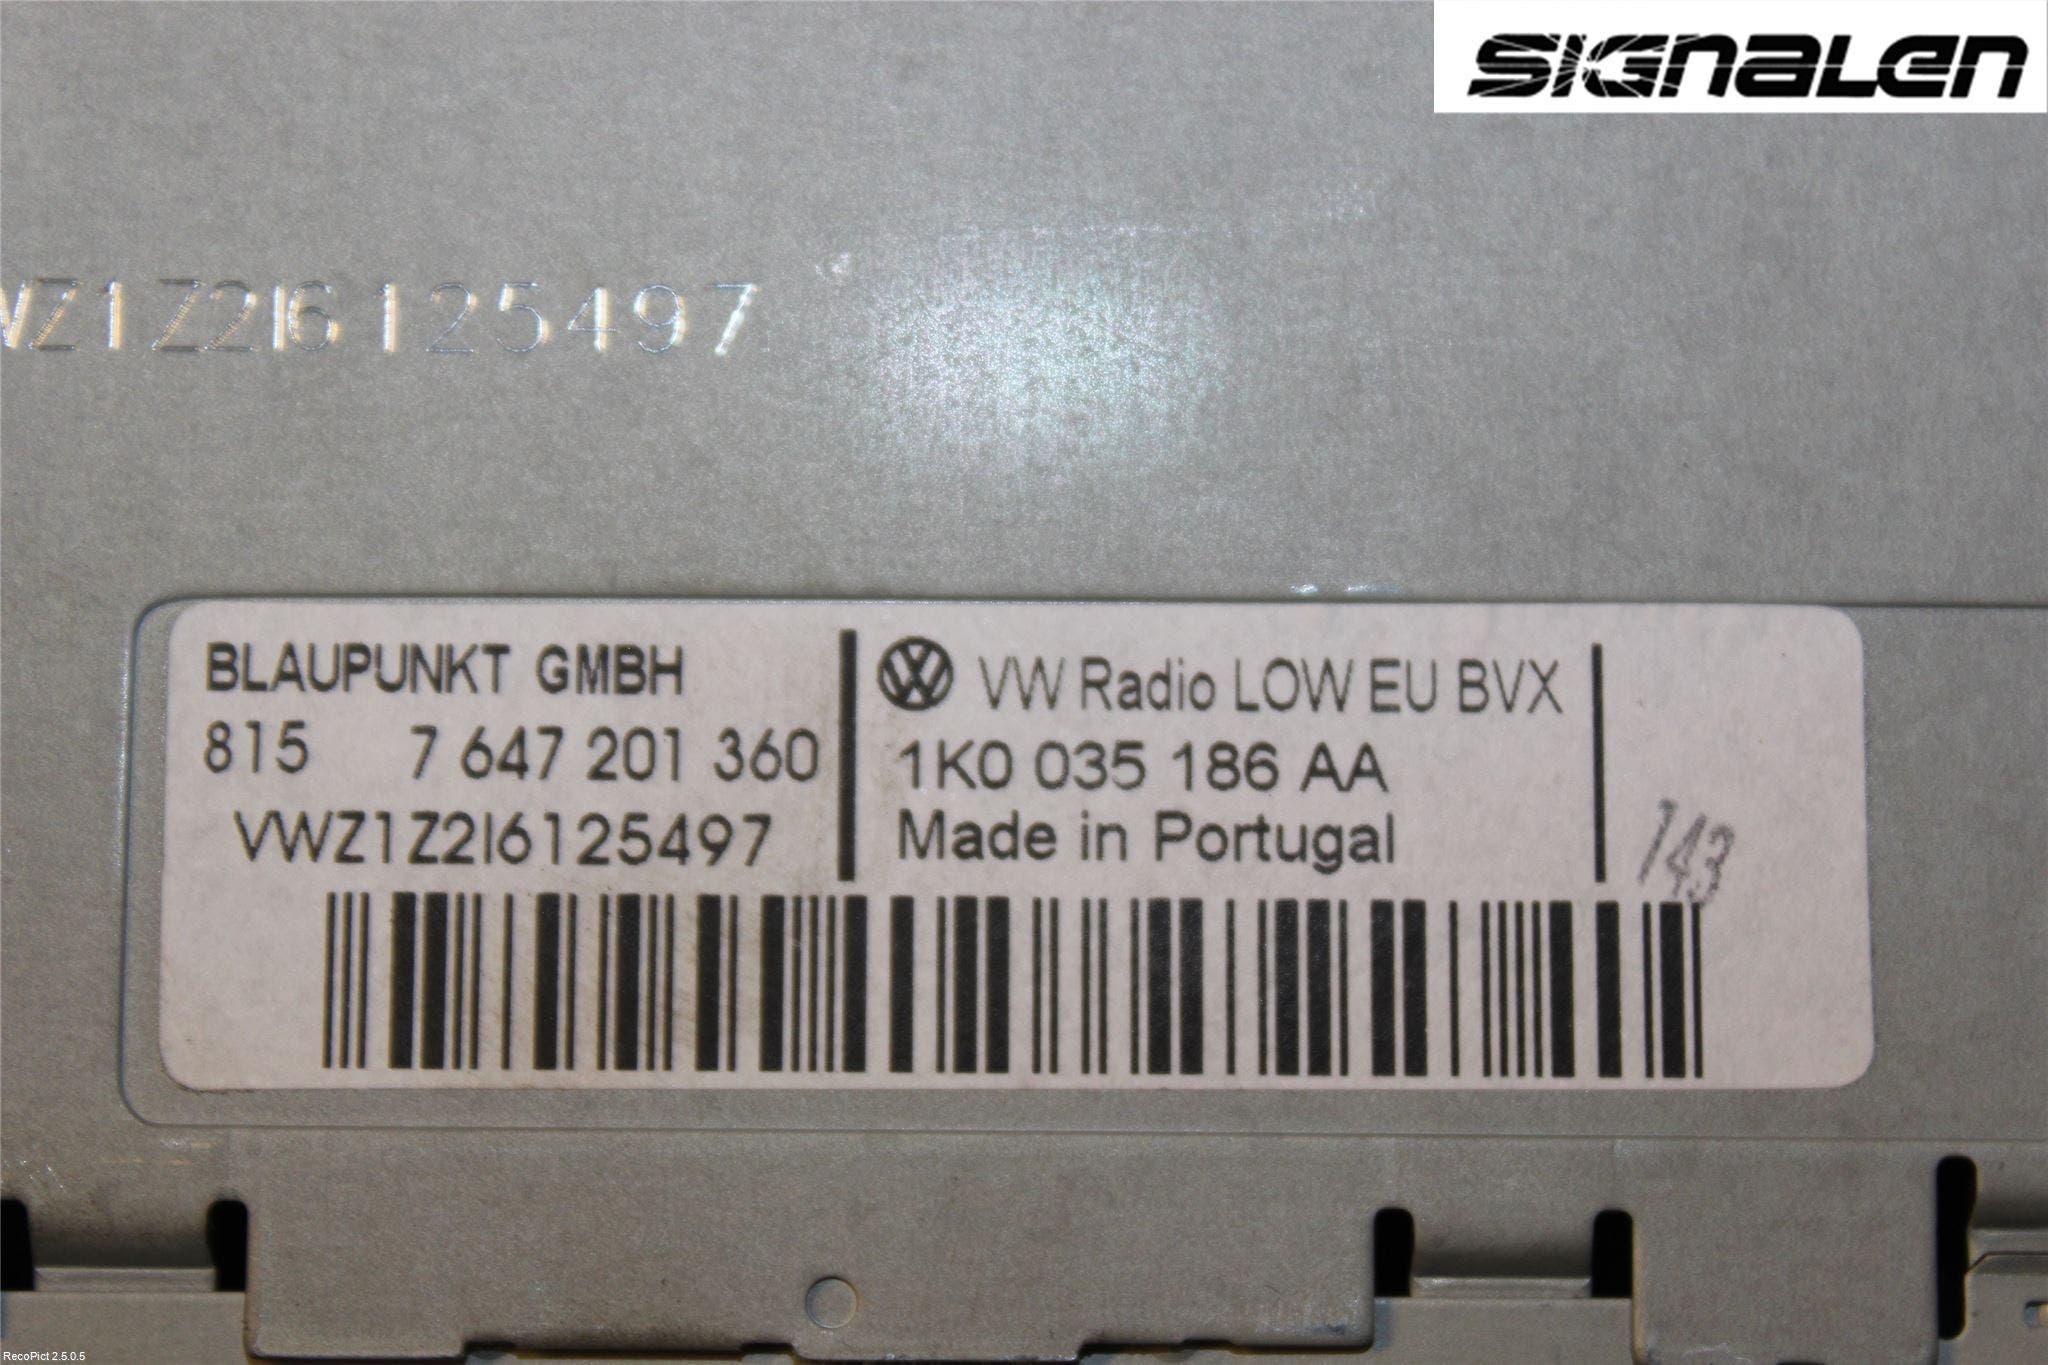 SIGNALEN
WZ1Z2I6125497
BLAUPUNKT GMBH
815 7 647 201 360
VWZ1Z2I6125497
VW Radio LOW EU BVX
1K0 035 186 AA
Made in Portugal
143
RecoPict 2.5.0.5